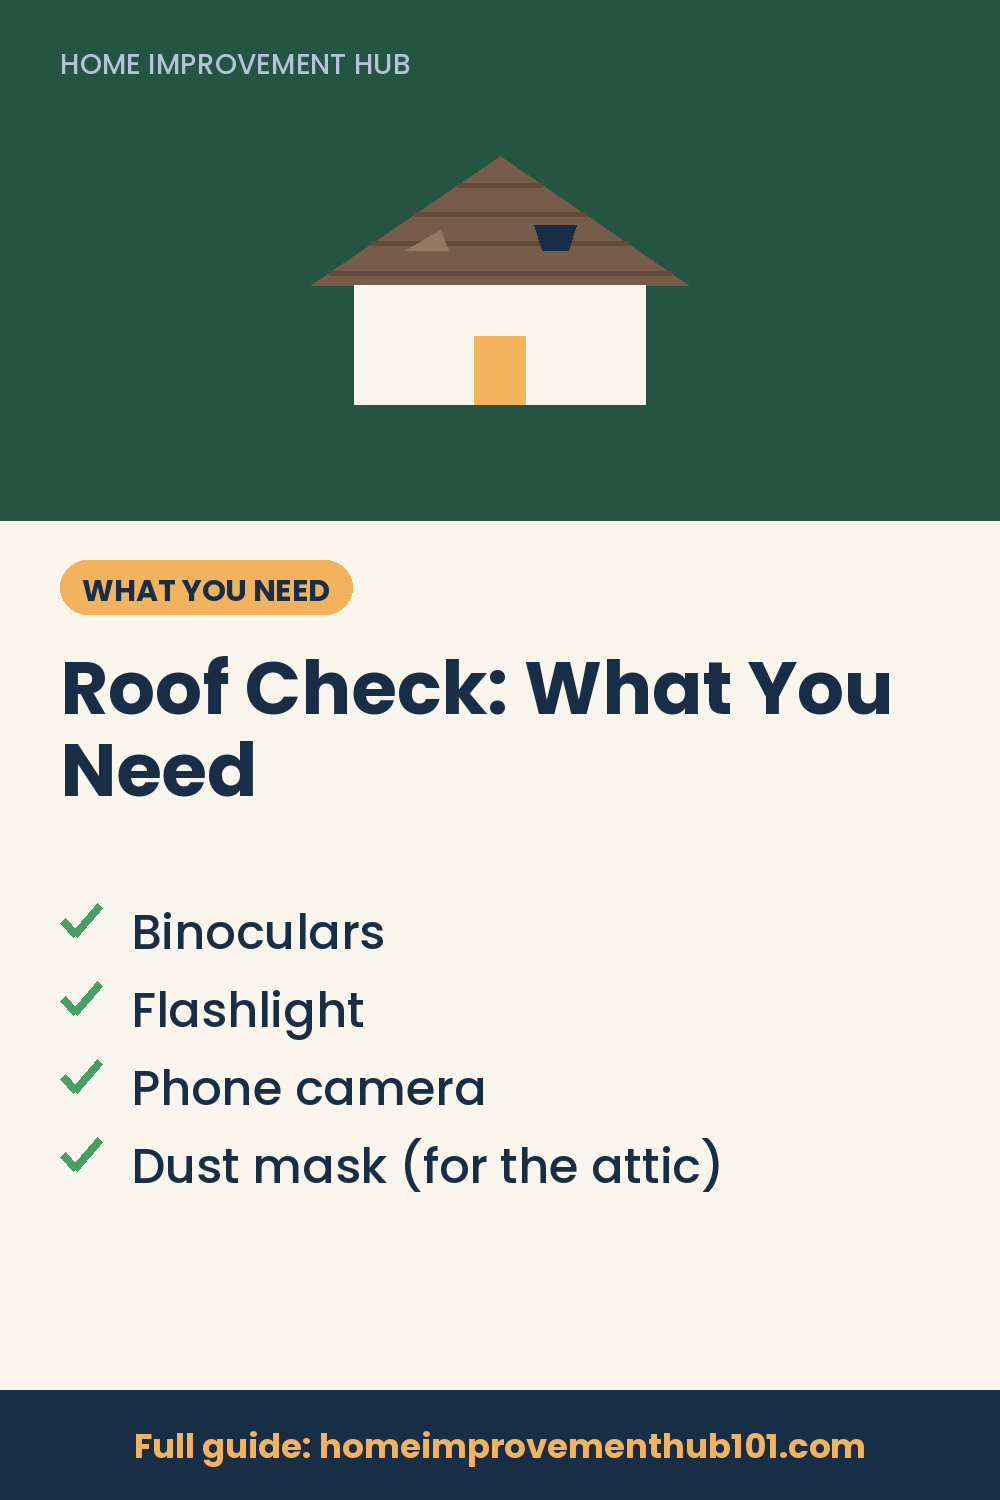 HOME IMPROVEMENT HUB
WHAT YOU NEED
Roof Check: What You
Need
Binoculars
Flashlight
Phone camera
Dust mask (for the attic)
Full guide: homeimprovementhub101.com